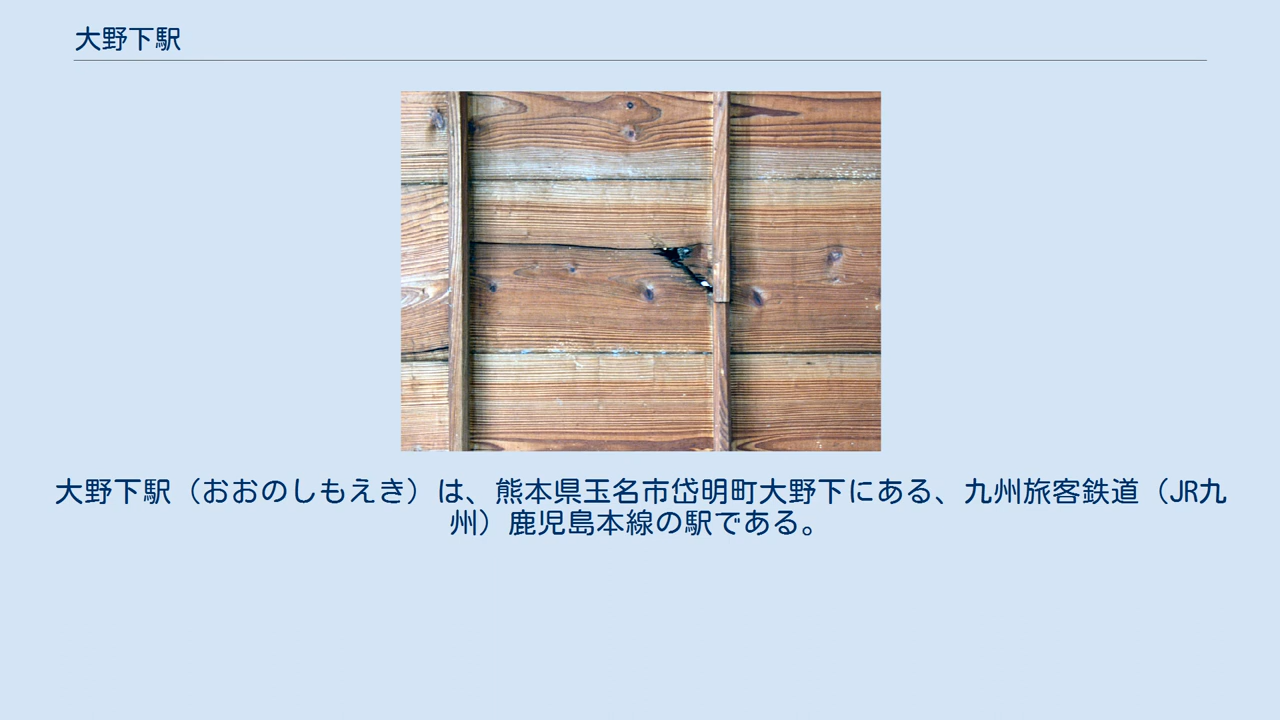 大野下駅
大野下駅（おおのしもえき）は、熊本県玉名市岱明町大野下にある、九州旅客鉄道（JR九
州）鹿児島本線の駅である。